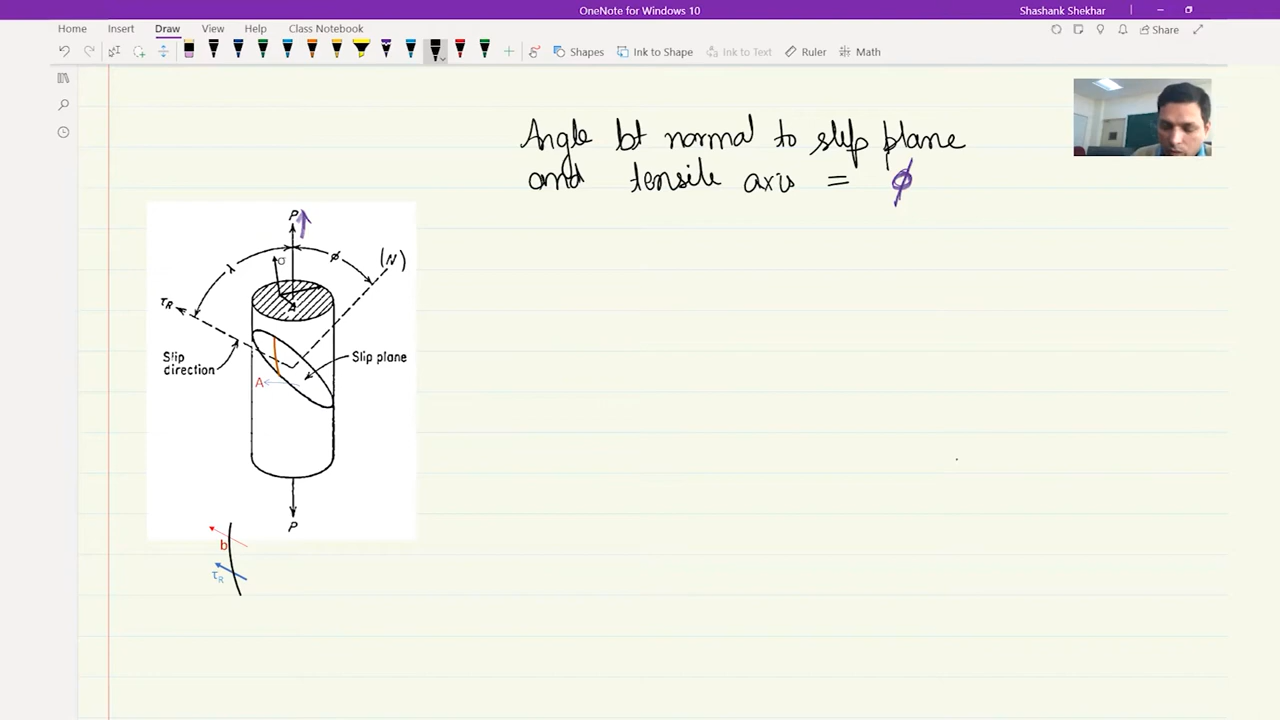 OneNote for Windows 10
Shashank Shekhar
Home Insert Draw View Help Class Notebook
Share
Shapes Ink to Shape Ink to Text Ruler Math
Angle bt normal to slip plane
and tensile axis = ϕ
P
λ ϕ (N)
σ
τR
A
Slip direction
Slip plane
A
P
b
τR